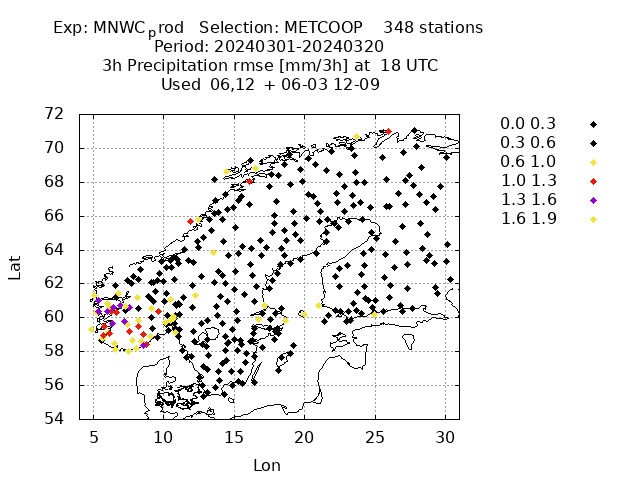 Exp: MNWCprod Selection: METCOOP 348 stations
Period: 20240301-20240320
3h Precipitation rmse [mm/3h] at 18 UTC
Used 06,12 + 06-03 12-09
72
70
68
66
64
62
60
58
56
54
5 10 15 20 25 30
Lat
Lon
0.0 0.3
0.3 0.6
0.6 1.0
1.0 1.3
1.3 1.6
1.6 1.9